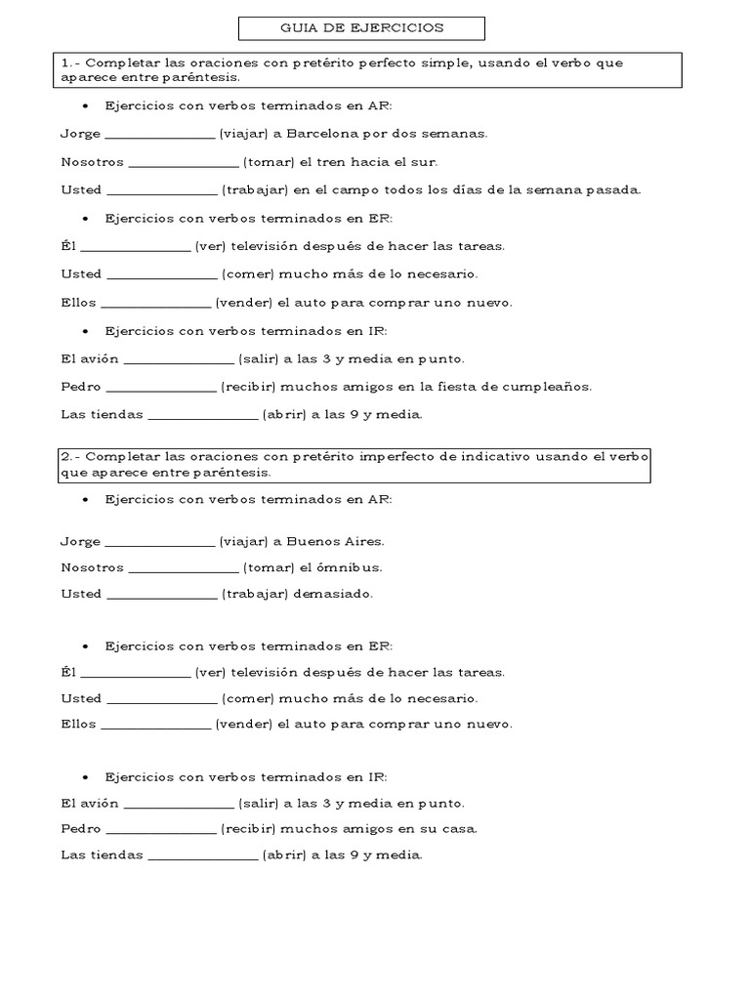 GUIA DE EJERCICIOS
1.- Completar las oraciones con pretérito perfecto simple, usando el verbo que
aparece entre paréntesis.
• Ejercicios con verbos terminados en AR:
Jorge _______________ (viajar) a Barcelona por dos semanas.
Nosotros _______________ (tomar) el tren hacia el sur.
Usted _______________ (trabajar) en el campo todos los días de la semana pasada.
• Ejercicios con verbos terminados en ER:
Él _______________ (ver) televisión después de hacer las tareas.
Usted _______________ (comer) mucho más de lo necesario.
Ellos _______________ (vender) el auto para comprar uno nuevo.
• Ejercicios con verbos terminados en IR:
El avión _______________ (salir) a las 3 y media en punto.
Pedro _______________ (recibir) muchos amigos en la fiesta de cumpleaños.
Las tiendas _______________ (abrir) a las 9 y media.
2.- Completar las oraciones con pretérito imperfecto de indicativo usando el verbo
que aparece entre paréntesis.
• Ejercicios con verbos terminados en AR:
Jorge _______________ (viajar) a Buenos Aires.
Nosotros _______________ (tomar) el ómnibus.
Usted _______________ (trabajar) demasiado.
• Ejercicios con verbos terminados en ER:
Él _______________ (ver) televisión después de hacer las tareas.
Usted _______________ (comer) mucho más de lo necesario.
Ellos _______________ (vender) el auto para comprar uno nuevo.
• Ejercicios con verbos terminados en IR:
El avión _______________ (salir) a las 3 y media en punto.
Pedro _______________ (recibir) muchos amigos en su casa.
Las tiendas _______________ (abrir) a las 9 y media.